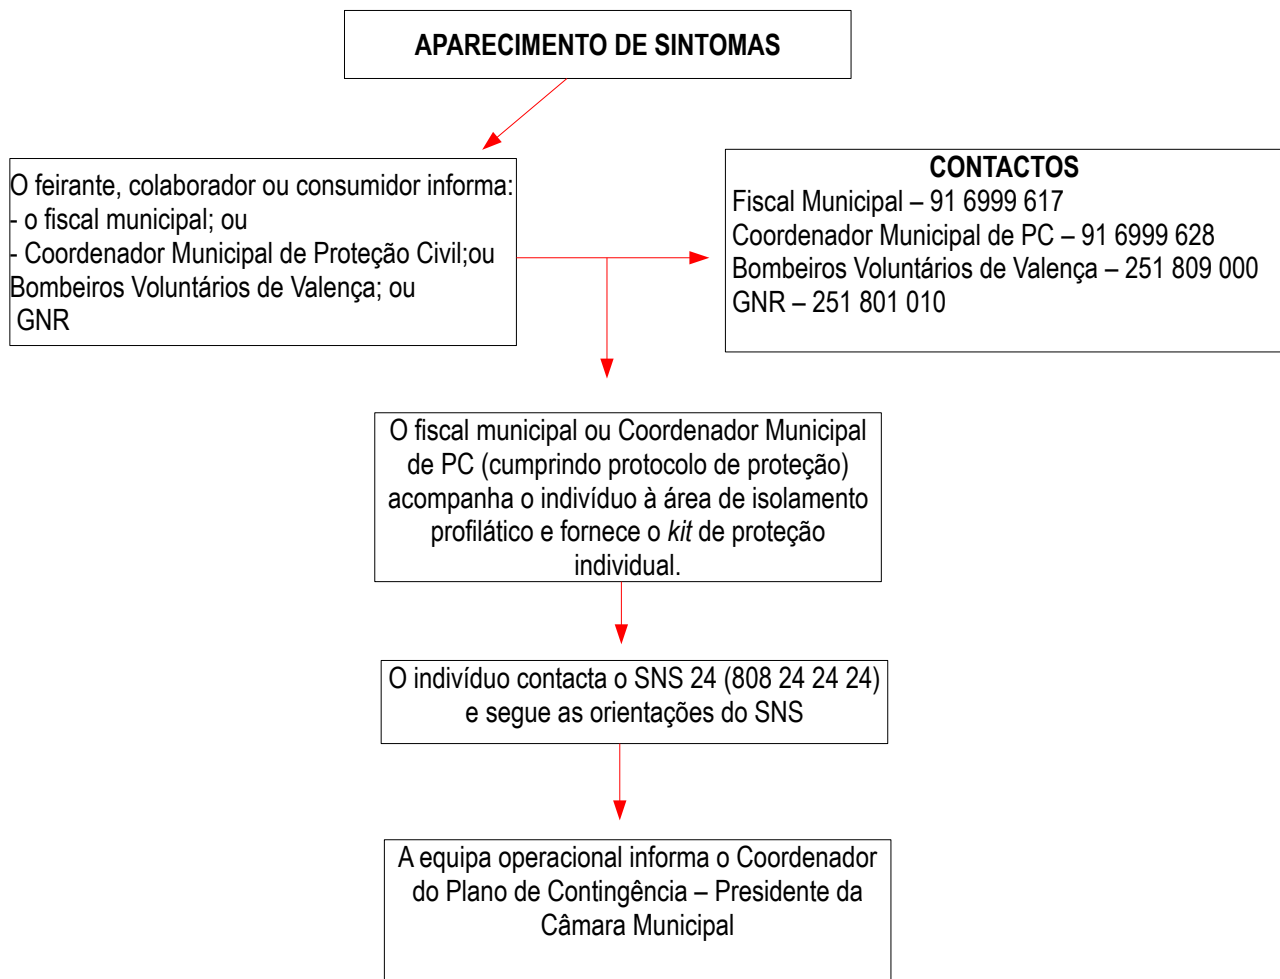 APARECIMENTO DE SINTOMAS
O feirante, colaborador ou consumidor informa:
- o fiscal municipal; ou
- Coordenador Municipal de Proteção Civil;ou
Bombeiros Voluntários de Valença; ou
GNR
CONTACTOS
Fiscal Municipal – 91 6999 617
Coordenador Municipal de PC – 91 6999 628
Bombeiros Voluntários de Valença – 251 809 000
GNR – 251 801 010
O fiscal municipal ou Coordenador Municipal
de PC (cumprindo protocolo de proteção)
acompanha o indivíduo à área de isolamento
profilático e fornece o kit de proteção
individual.
O indivíduo contacta o SNS 24 (808 24 24 24)
e segue as orientações do SNS
A equipa operacional informa o Coordenador
do Plano de Contingência – Presidente da
Câmara Municipal